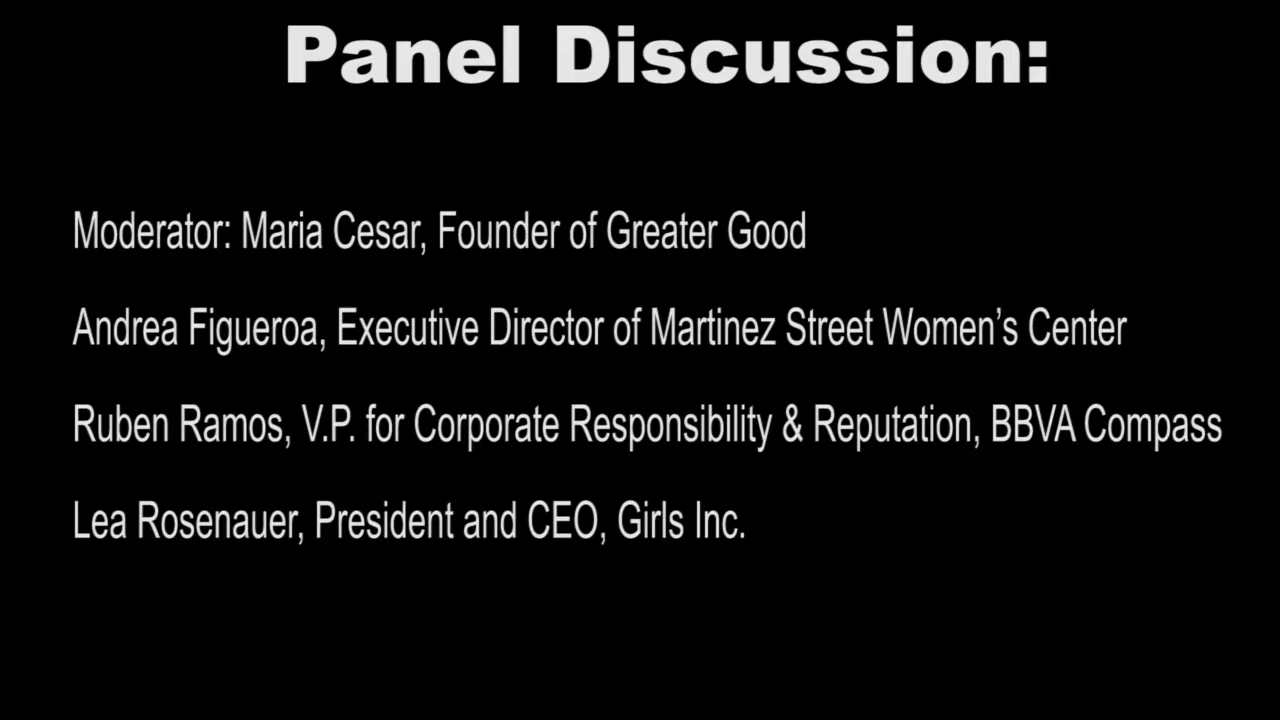 Panel Discussion:
Moderator: Maria Cesar, Founder of Greater Good
Andrea Figueroa, Executive Director of Martinez Street Women’s Center
Ruben Ramos, V.P. for Corporate Responsibility & Reputation, BBVA Compass
Lea Rosenauer, President and CEO, Girls Inc.